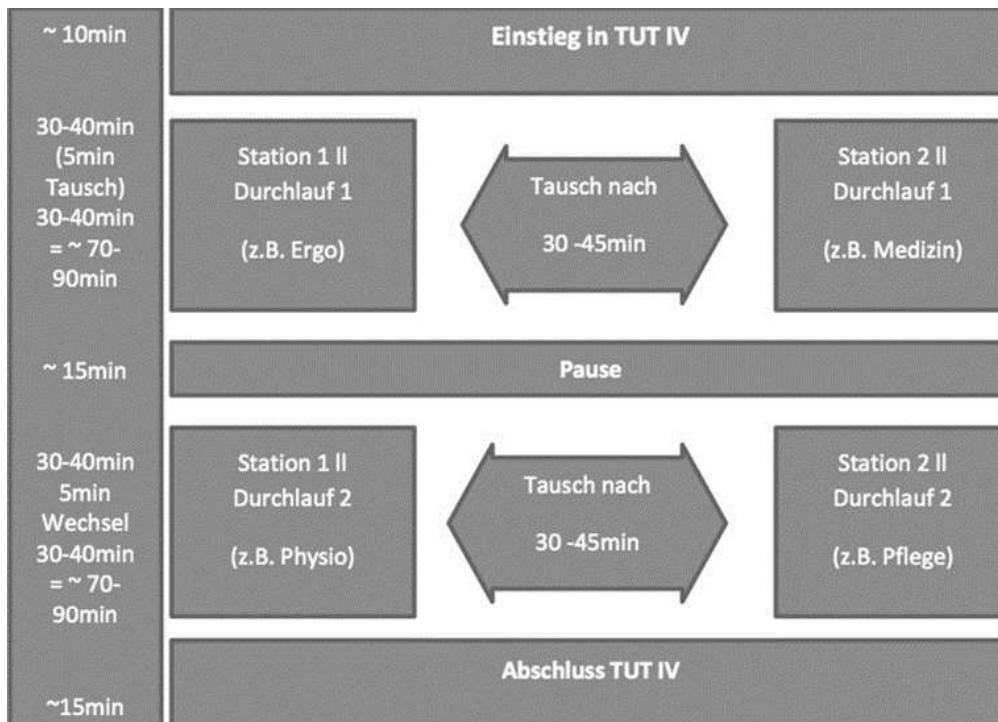 ~ 10min
Einstieg in TUT IV
30-40min
(5min
Tausch)
30-40min
= ~ 70-
90min
Station 1 ll
Durchlauf 1
(z.B. Ergo)
Tausch nach
30 -45min
Station 2 ll
Durchlauf 1
(z.B. Medizin)
~ 15min
Pause
30-40min
5min
Wechsel
30-40min
= ~ 70-
90min
Station 1 ll
Durchlauf 2
(z.B. Physio)
Tausch nach
30 -45min
Station 2 ll
Durchlauf 2
(z.B. Pflege)
~15min
Abschluss TUT IV